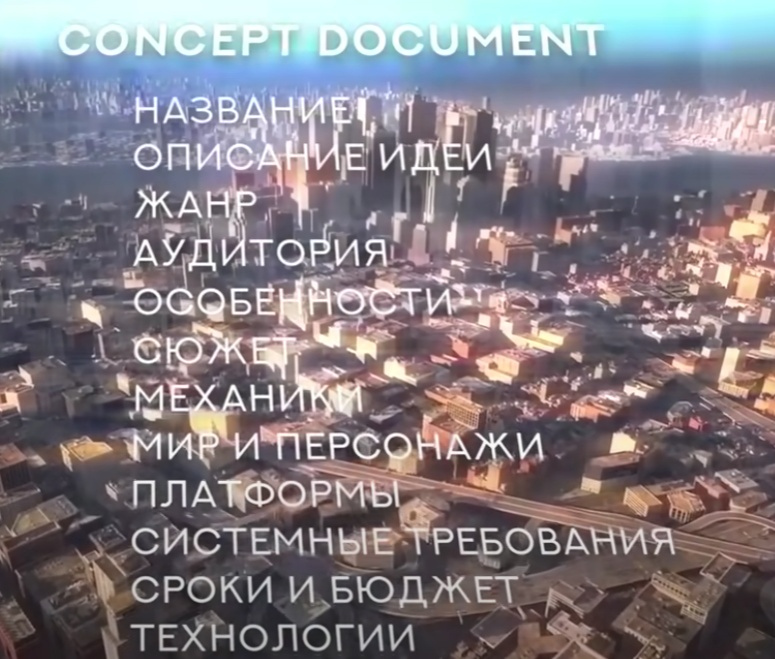 CONCEPT DOCUMENT
НАЗВАНИЕ
ОПИСАНИЕ ИДЕИ
ЖАНР
АУДИТОРИЯ
ОСОБЕННОСТИ
СЮЖЕТ
МЕХАНИКИ
МИР И ПЕРСОНАЖИ
ПЛАТФОРМЫ
СИСТЕМНЫЕ ТРЕБОВАНИЯ
СРОКИ И БЮДЖЕТ
ТЕХНОЛОГИИ